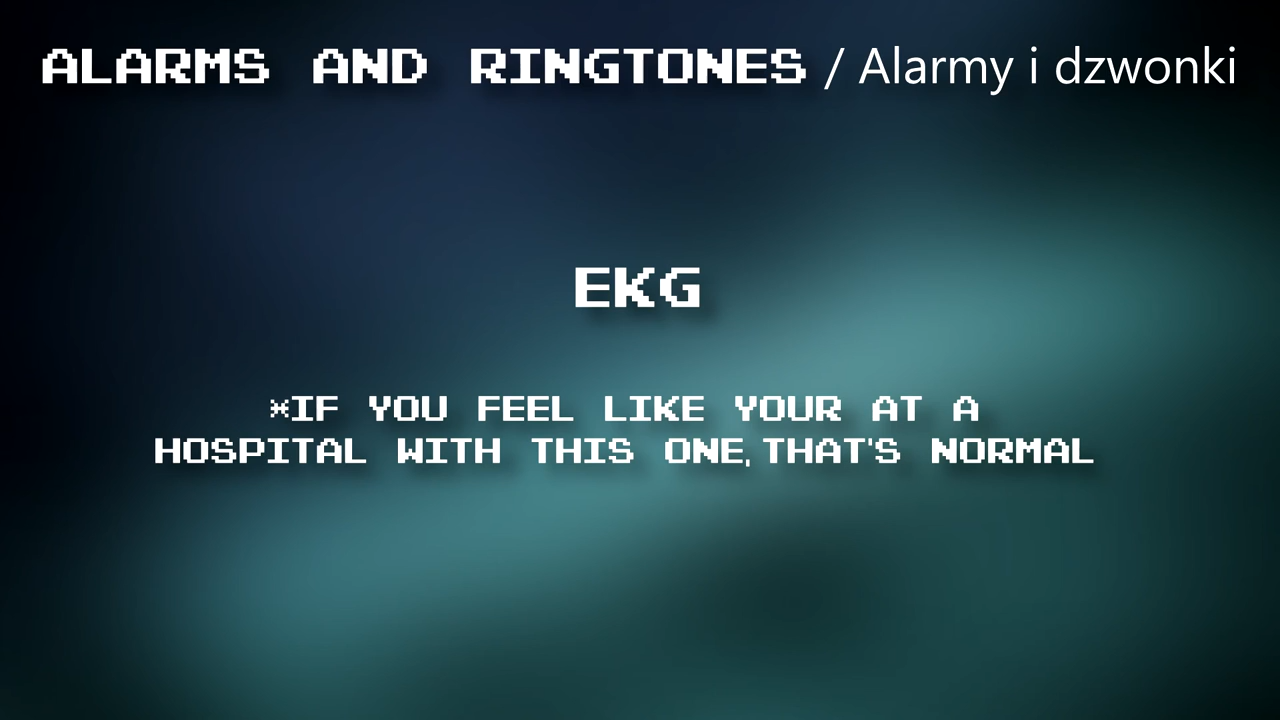 ALARMS AND RINGTONES / Alarmy i dzwonki
EKG
*IF YOU FEEL LIKE YOUR AT A
HOSPITAL WITH THIS ONE, THAT'S NORMAL